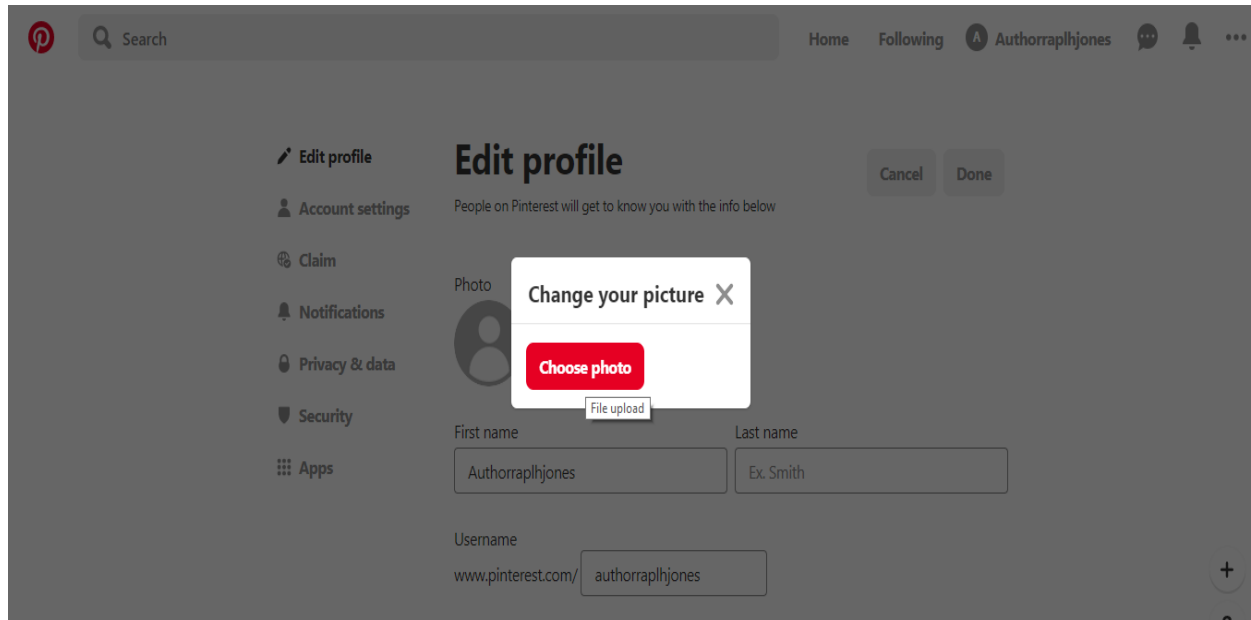 Search
Home Following A Authorraplhjones
Edit profile
Account settings
Claim
Notifications
Privacy & data
Security
Apps
Edit profile
Cancel Done
People on Pinterest will get to know you with the info below
Photo
Change your picture
Choose photo
File upload
First name Last name
Authorraplhjones Ex. Smith
Username
www.pinterest.com/ authorraplhjones